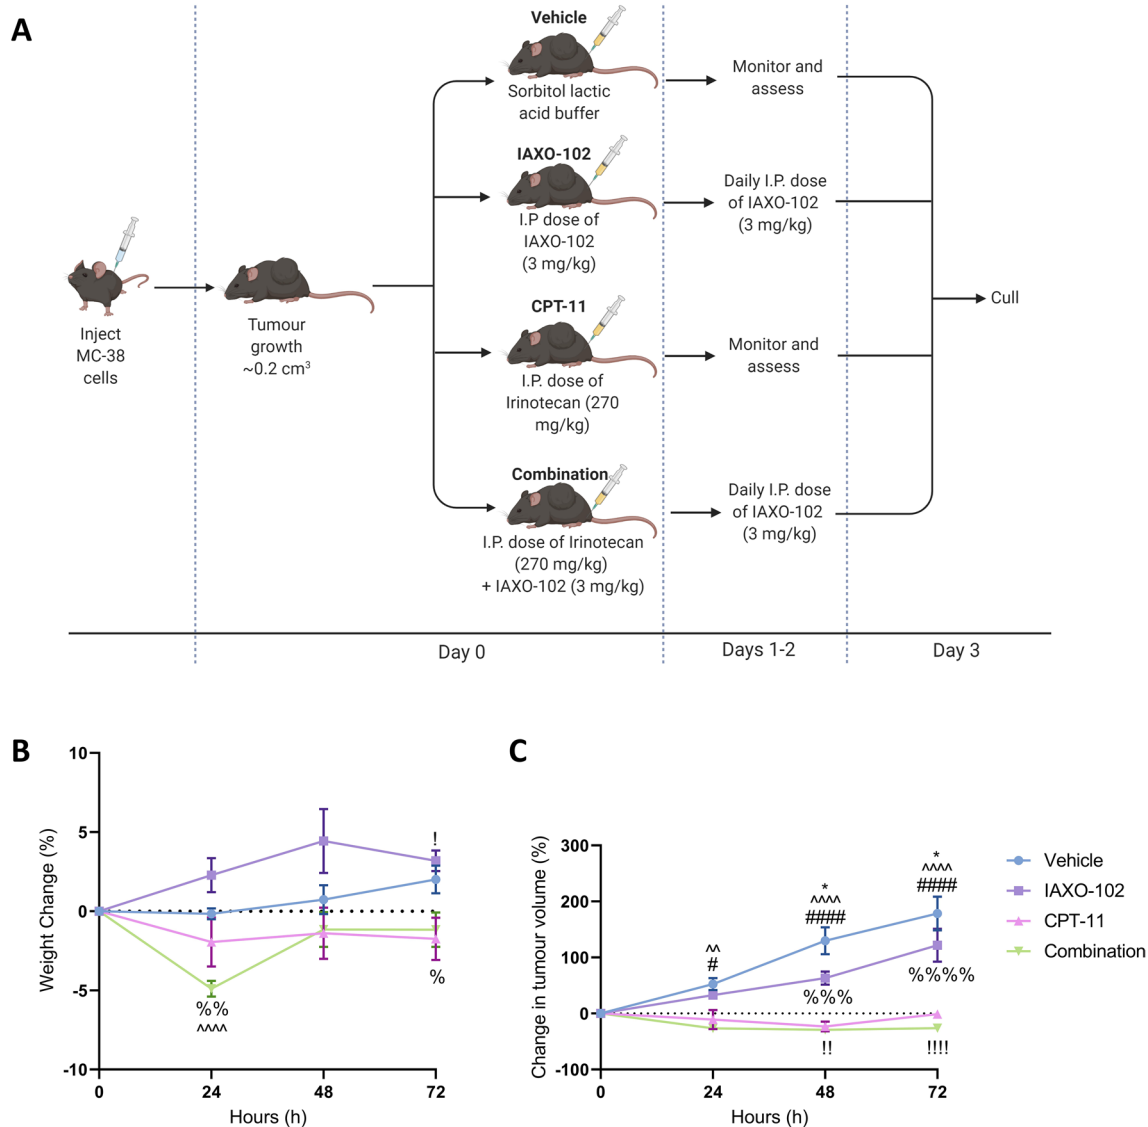 A
Vehicle
Sorbitol lactic
acid buffer
Monitor and
assess
IAXO-102
I.P dose of
IAXO-102
(3 mg/kg)
Daily I.P. dose
of IAXO-102
(3 mg/kg)
Inject
MC-38
cells
Tumour
growth
~0.2 cm³
CPT-11
I.P. dose of
Irinotecan (270
mg/kg)
Monitor and
assess
Cull
Combination
I.P. dose of Irinotecan
(270 mg/kg)
+ IAXO-102 (3 mg/kg)
Daily I.P. dose
of IAXO-102
(3 mg/kg)
Day 0
Days 1-2
Day 3
B
Weight Change (%)
10
5
0
-5
-10
!
%
%%
^^^^
0
24
48
72
Hours (h)
C
Change in tumour volume (%)
300
200
100
0
-100
^^
#
*
^^^^
####
*
^^^^
####
%%%
%%%%
!!
!!!!
0
24
48
72
Hours (h)
Vehicle
IAXO-102
CPT-11
Combination